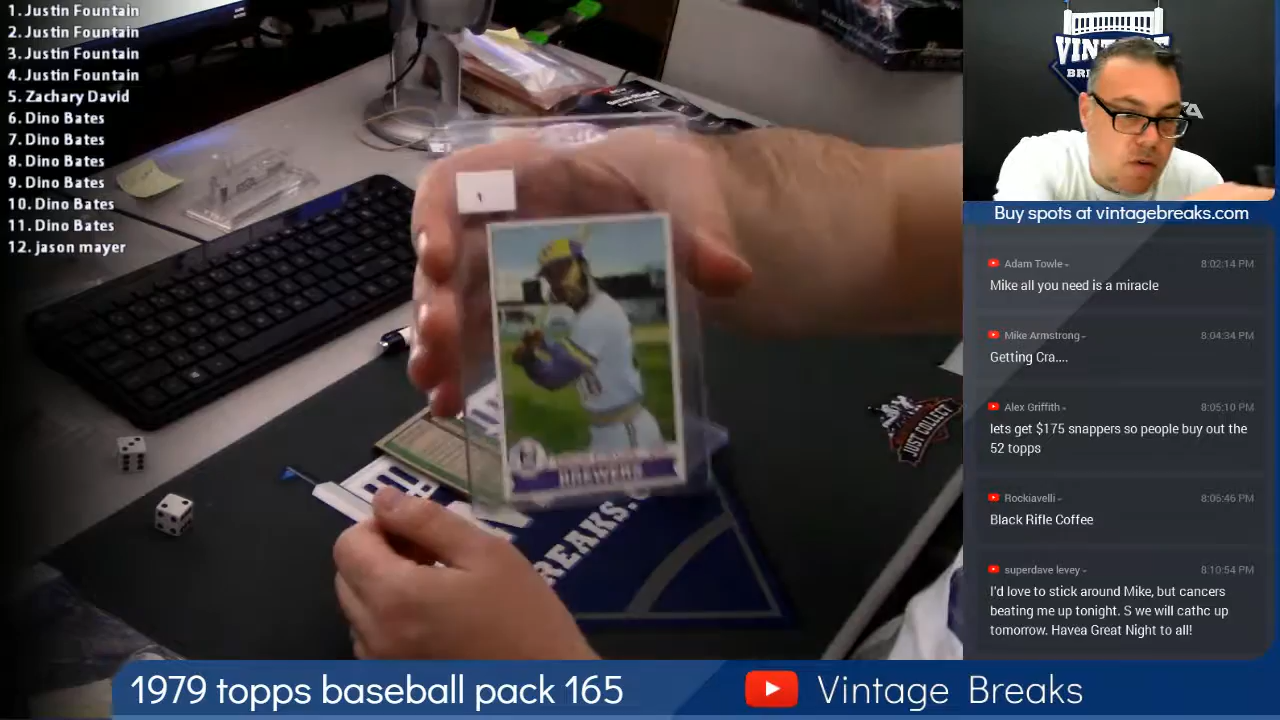 1. Justin Fountain
2. Justin Fountain
3. Justin Fountain
4. Justin Fountain
5. Zachary David
6. Dino Bates
7. Dino Bates
8. Dino Bates
9. Dino Bates
10. Dino Bates
11. Dino Bates
12. jason mayer
BREWERS
BREAKS.
JUST COLLECT
VINTAGE
BRE
Buy spots at vintagebreaks.com
Adam Towle
8:02:14 PM
Mike all you need is a miracle
Mike Armstrong
8:04:34 PM
Getting Cra....
Alex Griffith
8:05:10 PM
lets get $175 snappers so people buy out the
52 topps
Rockiavelli
8:06:46 PM
Black Rifle Coffee
superdave levey
8:10:54 PM
I'd love to stick around Mike, but cancers
beating me up tonight. S we will cathc up
tomorrow. Havea Great Night to all!
1979 topps baseball pack 165
Vintage Breaks